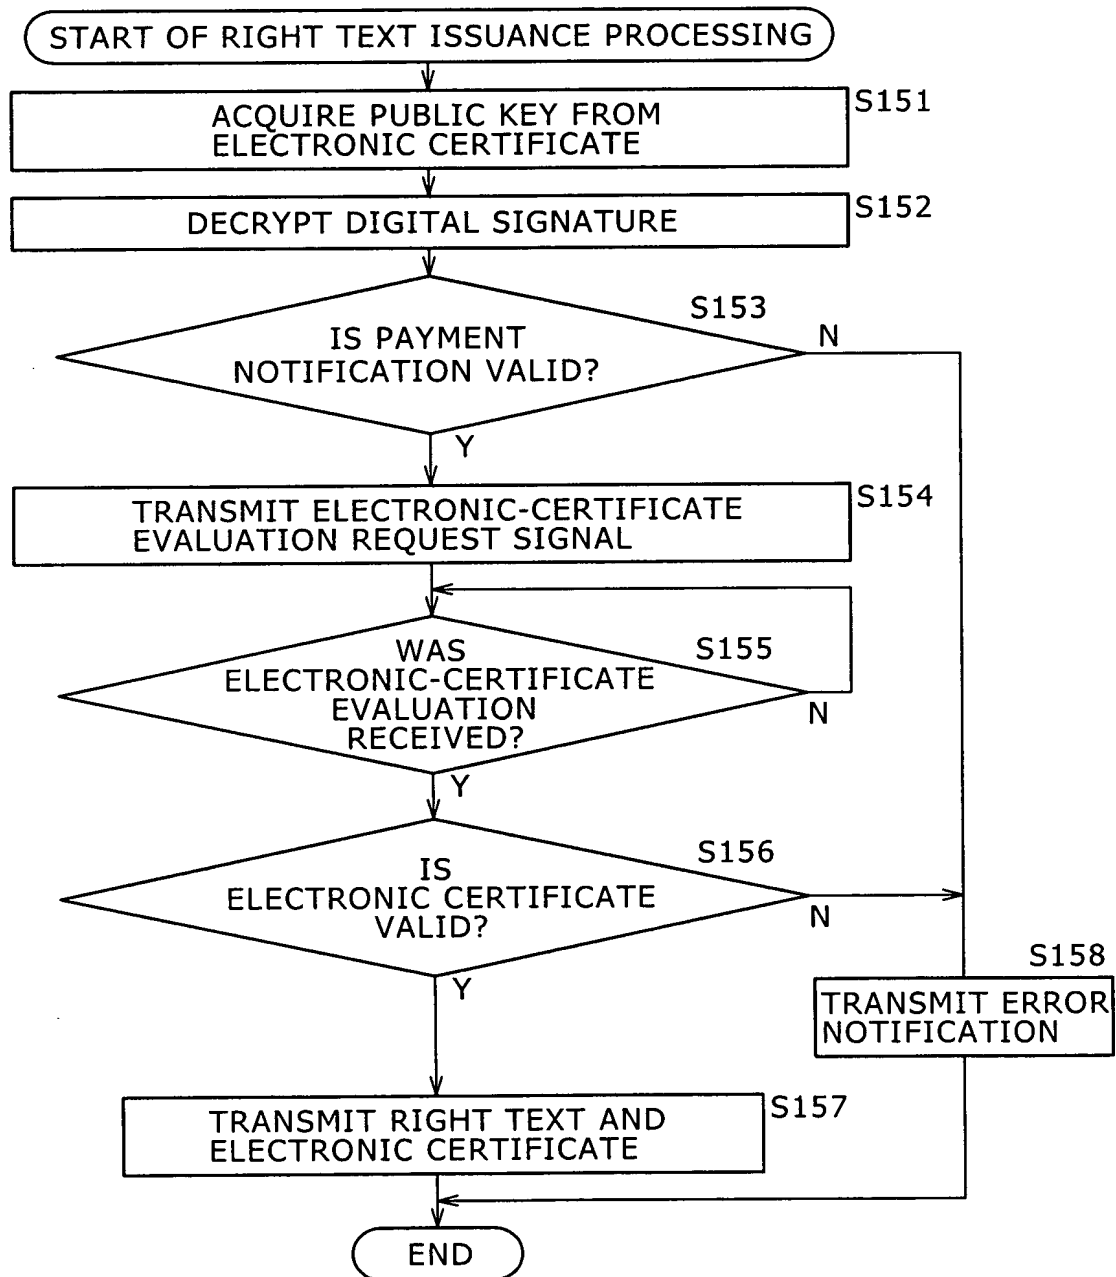 START OF RIGHT TEXT ISSUANCE PROCESSING
S151
ACQUIRE PUBLIC KEY FROM
ELECTRONIC CERTIFICATE
S152
DECRYPT DIGITAL SIGNATURE
S153
IS PAYMENT
NOTIFICATION VALID?
N
Y
S154
TRANSMIT ELECTRONIC-CERTIFICATE
EVALUATION REQUEST SIGNAL
S155
WAS
ELECTRONIC-CERTIFICATE
EVALUATION
RECEIVED?
N
Y
S156
IS
ELECTRONIC CERTIFICATE
VALID?
N
Y
S158
TRANSMIT ERROR
NOTIFICATION
S157
TRANSMIT RIGHT TEXT AND
ELECTRONIC CERTIFICATE
END